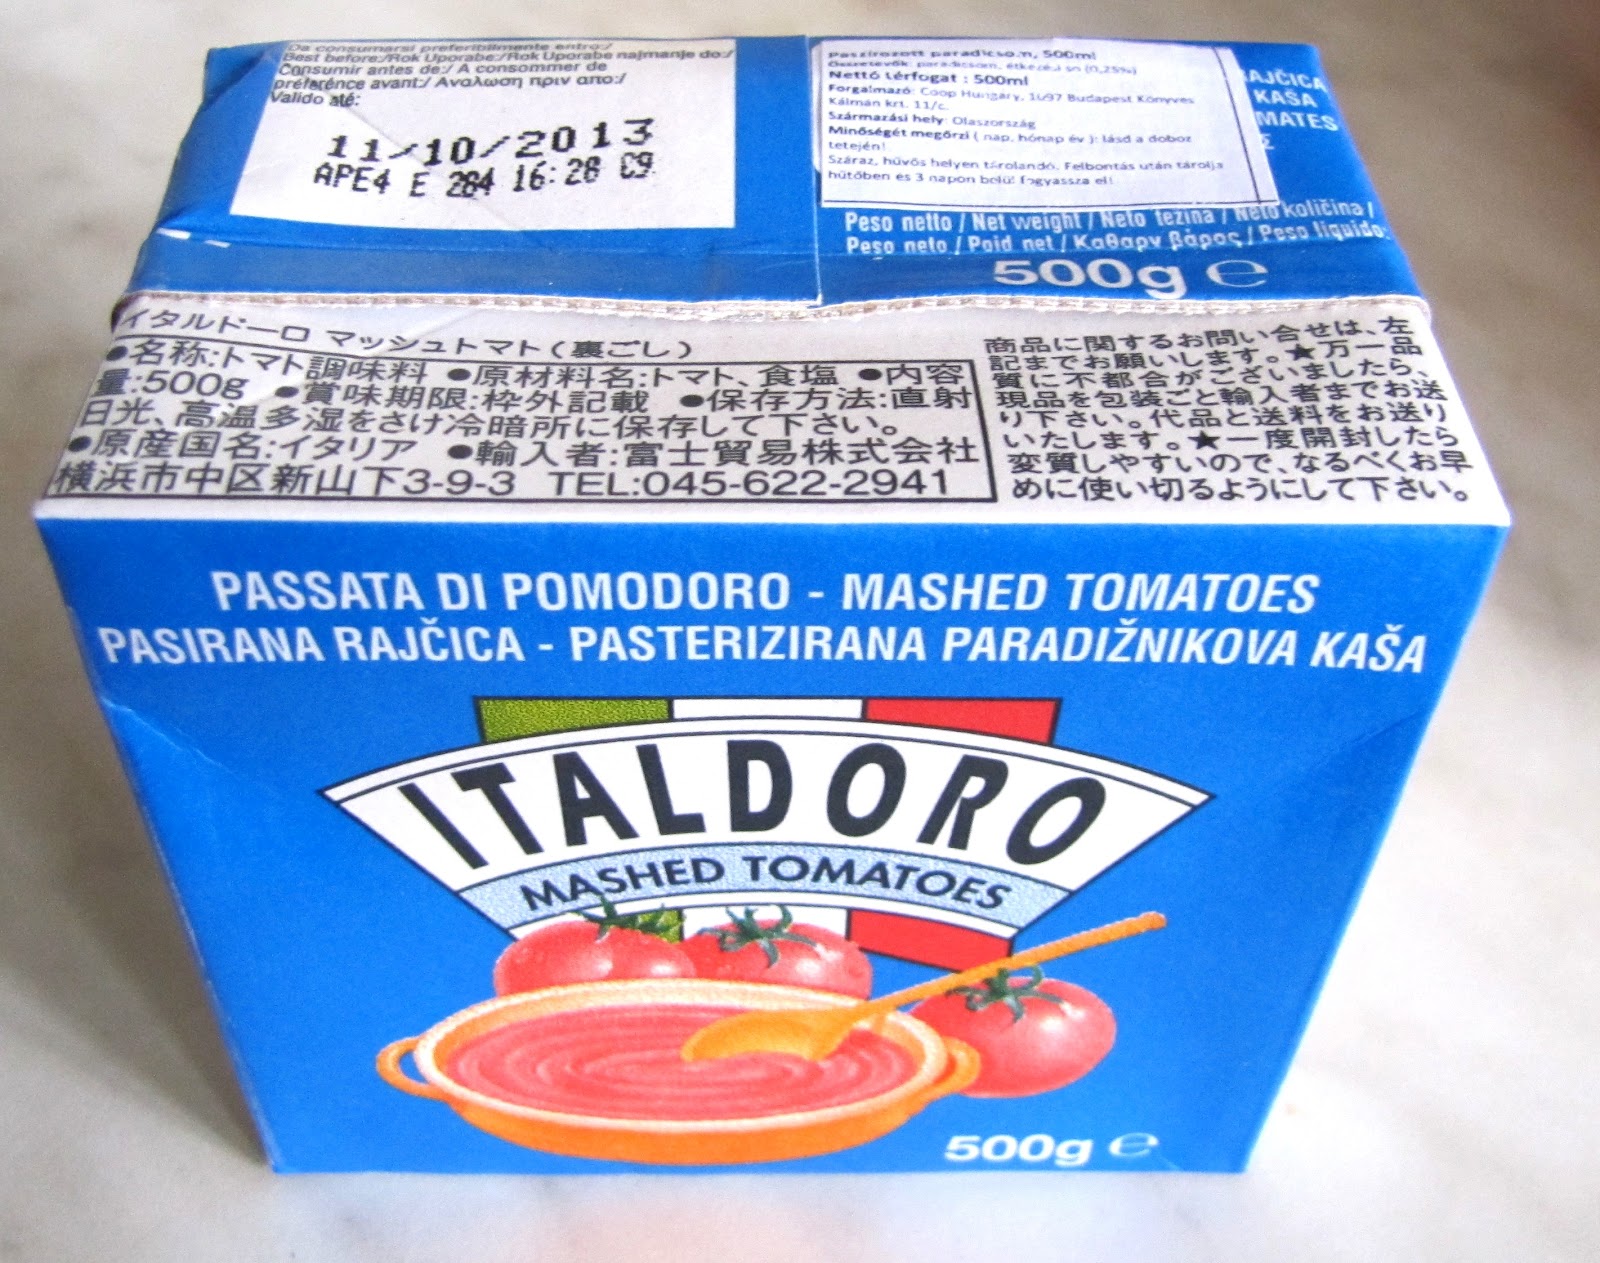 Da consumarsi preferibilmente entro:/
Best before:/Rok Uporabe:/Rok Uporabe najmanje do:/
Consumir antes de:/ A consommer de
préférence avant:/ Αναλωση πριν απο:/
Valido até:
11/10/2013
APE4 E 284 16:28 C9
Paszírozott paradicsom, 500ml
Összetevők: paradicsom, étkezési só (0,25%)
Nettó térfogat : 500ml
Forgalmazó: Coop Hungary, 1097 Budapest Könyves
Kálmán krt. 11/c.
Származási hely: Olaszország
Minőségét megőrzi ( nap, hónap év ): lásd a doboz
tetején!
Száraz, hűvös helyen tárolandó. Felbontás után tárolja
hűtőben és 3 napon belül fogyassza el!
RAJČICA
KAŠA
MATES
Peso netto / Net weight / Neto težina / Neto količina /
Peso neto / Poid net / Καθαρν βάρος / Peso liquido:
500g e
イタルドーロ マッシュトマト(裏ごし)
●名称:トマト調味料 ●原材料名:トマト、食塩 ●内容
量:500g ●賞味期限:枠外記載 ●保存方法:直射
日光、高温多湿をさけ冷暗所に保存して下さい。
●原産国名:イタリア ●輸入者:富士貿易株式会社
横浜市中区新山下3-9-3 TEL:045-622-2941
商品に関するお問い合せは、左
記までお願いします。★万一品
質に不都合がございましたら、
現品を包装ごと輸入者までお送
り下さい。代品と送料をお送り
いたします。★一度開封したら
変質しやすいので、なるべくお早
めに使い切るようにして下さい。
PASSATA DI POMODORO - MASHED TOMATOES
PASIRANA RAJČICA - PASTERIZIRANA PARADIŽNIKOVA KAŠA
ITALDORO
MASHED TOMATOES
500g e